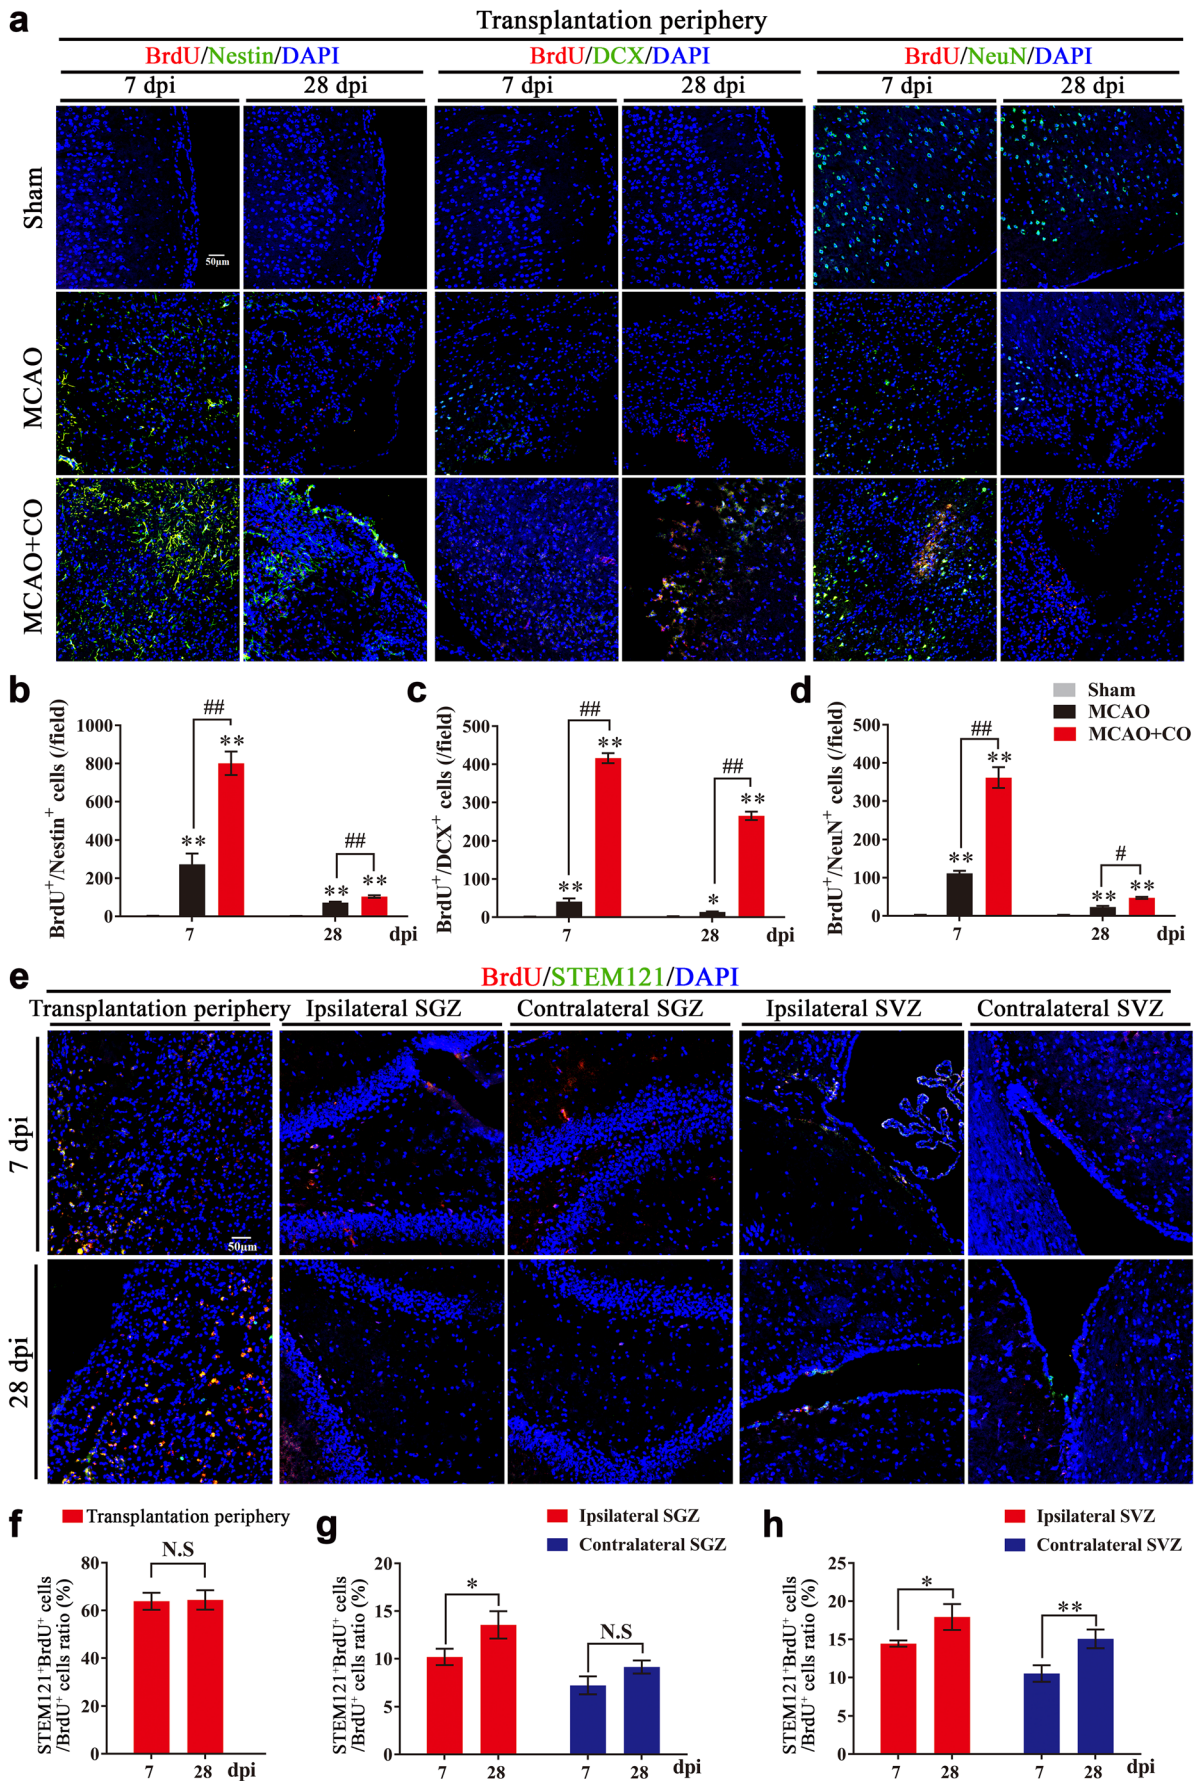 a
Transplantation periphery
BrdU/Nestin/DAPI BrdU/DCX/DAPI BrdU/NeuN/DAPI
7 dpi 28 dpi 7 dpi 28 dpi 7 dpi 28 dpi
Sham
50μm
MCAO
MCAO+CO
b c d
Sham
MCAO
MCAO+CO
BrdU+/Nestin+ cells (/field)
1000
800
600
400
200
0
##
**
**
##
**
**
7 28 dpi
BrdU+/DCX+ cells (/field)
500
400
300
200
100
0
##
**
**
##
**
*
7 28 dpi
BrdU+/NeuN+ cells (/field)
500
400
300
200
100
0
##
**
**
#
**
**
7 28 dpi
e
BrdU/STEM121/DAPI
Transplantation periphery Ipsilateral SGZ Contralateral SGZ Ipsilateral SVZ Contralateral SVZ
7 dpi
50μm
28 dpi
f
Transplantation periphery
STEM121+BrdU+ cells
/BrdU+ cells ratio (%)
80
60
40
20
0
N.S
7 28 dpi
g
Ipsilateral SGZ
Contralateral SGZ
STEM121+BrdU+ cells
/BrdU+ cells ratio (%)
20
15
10
5
0
*
N.S
7 28 7 28 dpi
h
Ipsilateral SVZ
Contralateral SVZ
STEM121+BrdU+ cells
/BrdU+ cells ratio (%)
25
20
15
10
5
0
*
**
7 28 7 28 dpi